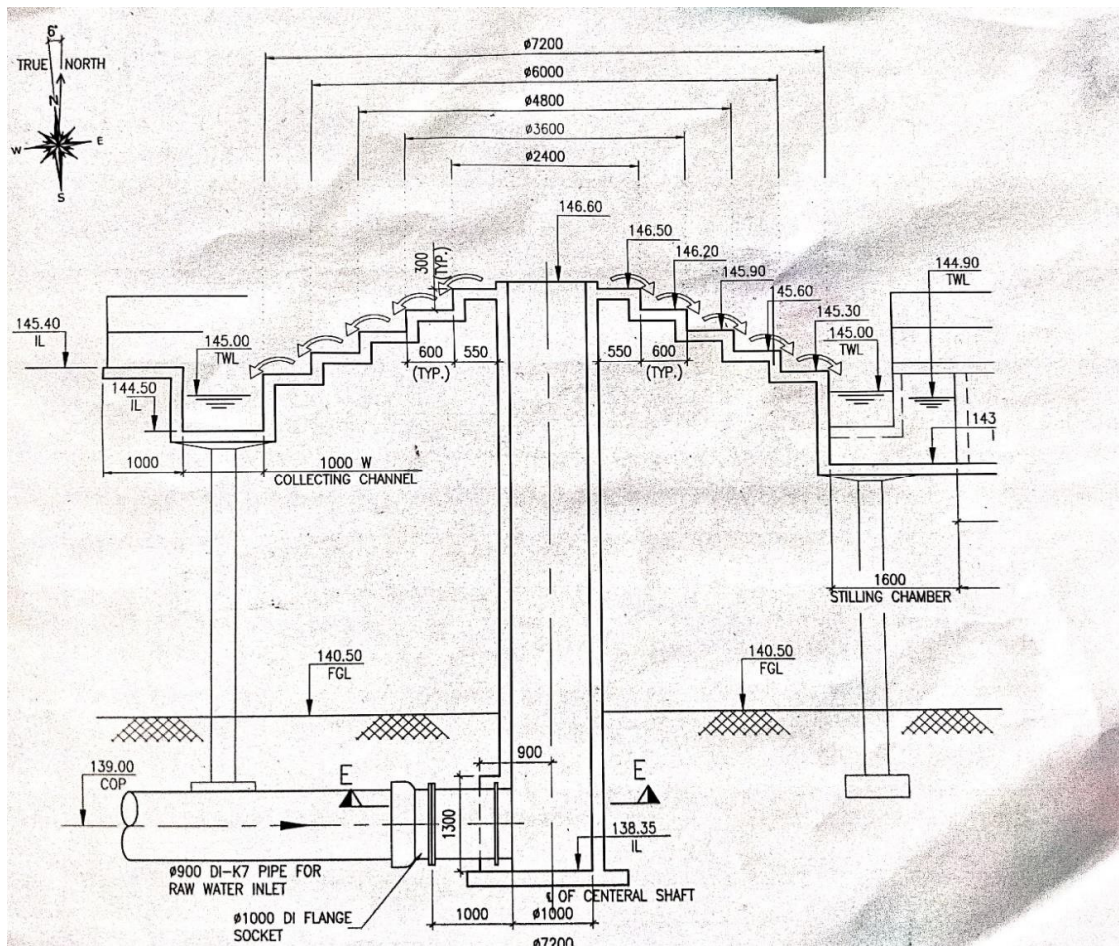 6°
TRUE NORTH
N
W
E
S
ø7200
ø6000
ø4800
ø3600
ø2400
146.60
146.50
146.20
145.90
145.60
145.30
145.00
TWL
144.90
TWL
300
(TYP.)
145.40
IL
145.00
TWL
144.50
IL
600
(TYP.)
550
550
600
(TYP.)
143
1000
1000 W
COLLECTING CHANNEL
1600
STILLING CHAMBER
140.50
FGL
140.50
FGL
139.00
COP
E
E
900
1300
138.35
IL
ø900 DI-K7 PIPE FOR
RAW WATER INLET
℄ OF CENTERAL SHAFT
ø1000 DI FLANGE
SOCKET
1000
ø1000
ø7200